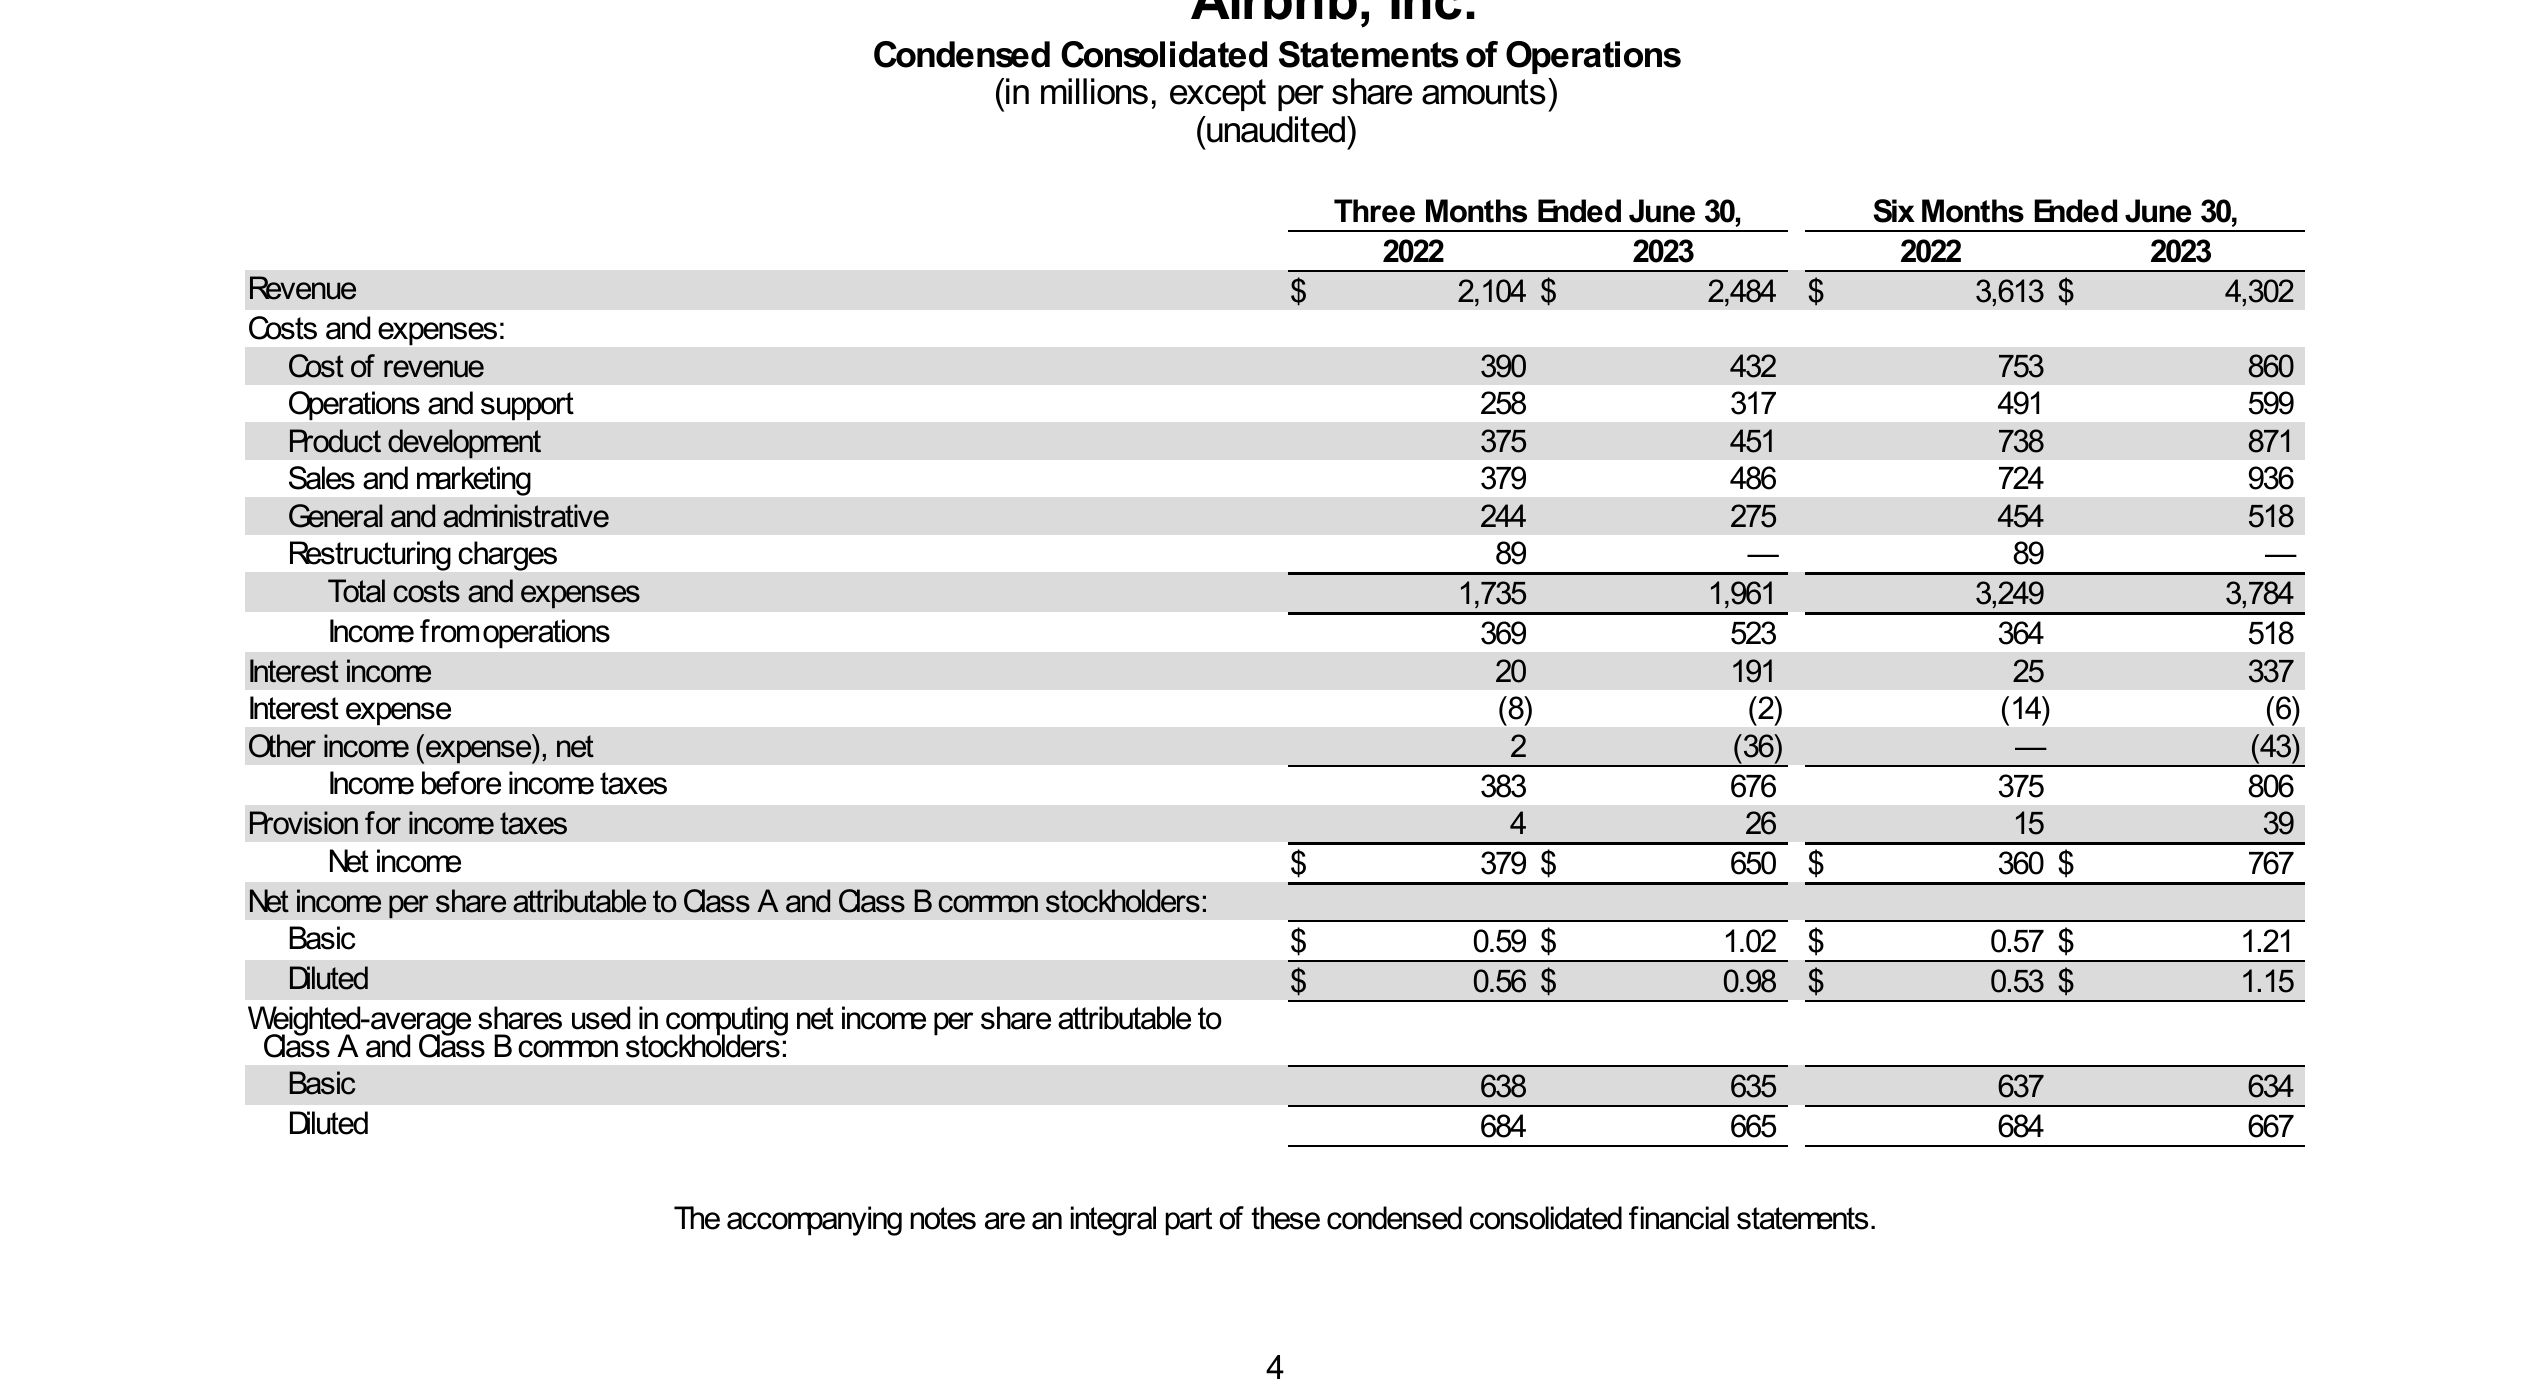 Airbnb, Inc.
Condensed Consolidated Statements of Operations
(in millions, except per share amounts)
(unaudited)
Three Months Ended June 30, Six Months Ended June 30,
2022 2023 2022 2023
Revenue $ 2,104 $ 2,484 $ 3,613 $ 4,302
Costs and expenses:
Cost of revenue 390 432 753 860
Operations and support 258 317 491 599
Product development 375 451 738 871
Sales and marketing 379 486 724 936
General and administrative 244 275 454 518
Restructuring charges 89 — 89 —
Total costs and expenses 1,735 1,961 3,249 3,784
Income from operations 369 523 364 518
Interest income 20 191 25 337
Interest expense (8) (2) (14) (6)
Other income (expense), net 2 (36) — (43)
Income before income taxes 383 676 375 806
Provision for income taxes 4 26 15 39
Net income $ 379 $ 650 $ 360 $ 767
Net income per share attributable to Class A and Class B common stockholders:
Basic $ 0.59 $ 1.02 $ 0.57 $ 1.21
Diluted $ 0.56 $ 0.98 $ 0.53 $ 1.15
Weighted-average shares used in computing net income per share attributable to
Class A and Class B common stockholders:
Basic 638 635 637 634
Diluted 684 665 684 667
The accompanying notes are an integral part of these condensed consolidated financial statements.
4